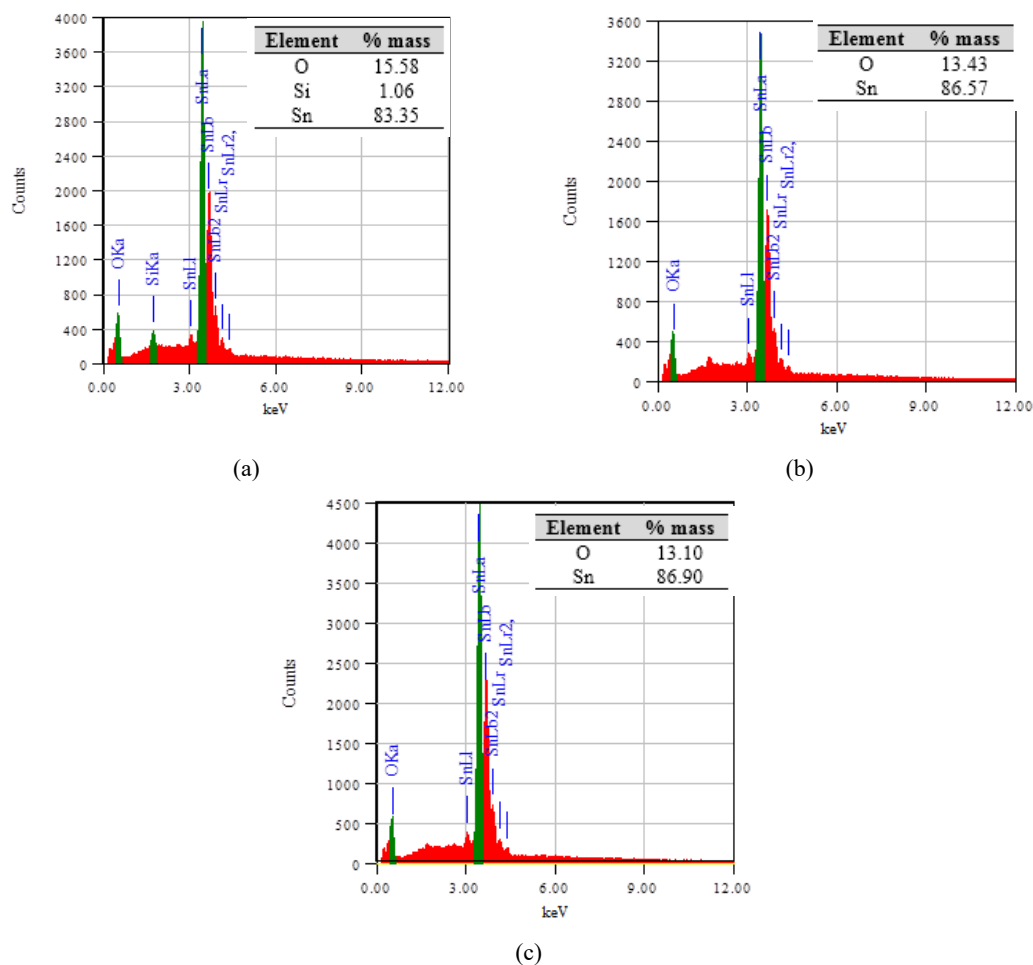 4000
3600
3200
2800
2400
2000
1600
1200
800
400
0
Counts
0.00 3.00 6.00 9.00 12.00
keV
OKa
SiKa
SnLl
SnLa
SnLb
SnLb2
SnLr
SnLr2,
Element % mass
O 15.58
Si 1.06
Sn 83.35
(a)
3600
3200
2800
2400
2000
1600
1200
800
400
0
Counts
0.00 3.00 6.00 9.00 12.00
keV
OKa
SnLl
SnLa
SnLb
SnLb2
SnLr
SnLr2,
Element % mass
O 13.43
Sn 86.57
(b)
4500
4000
3500
3000
2500
2000
1500
1000
500
0
Counts
0.00 3.00 6.00 9.00 12.00
keV
OKa
SnLl
SnLa
SnLb
SnLb2
SnLr
SnLr2,
Element % mass
O 13.10
Sn 86.90
(c)